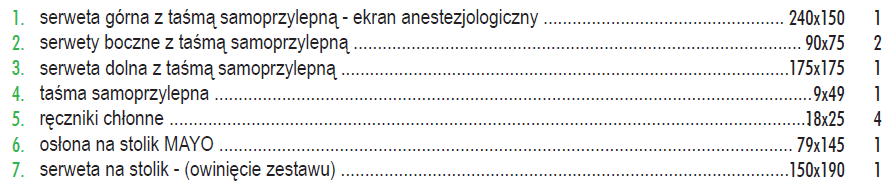 1. serweta górna z taśmą samoprzylepną - ekran anestezjologiczny ........................................ 240x150 1
2. serwety boczne z taśmą samoprzylepną ........................................ 90x75 2
3. serweta dolna z taśmą samoprzylepną ........................................ 175x175 1
4. taśma samoprzylepna ........................................ 9x49 1
5. ręczniki chłonne ........................................ 18x25 4
6. osłona na stolik MAYO ........................................ 79x145 1
7. serweta na stolik - (owinięcie zestawu) ........................................ 150x190 1